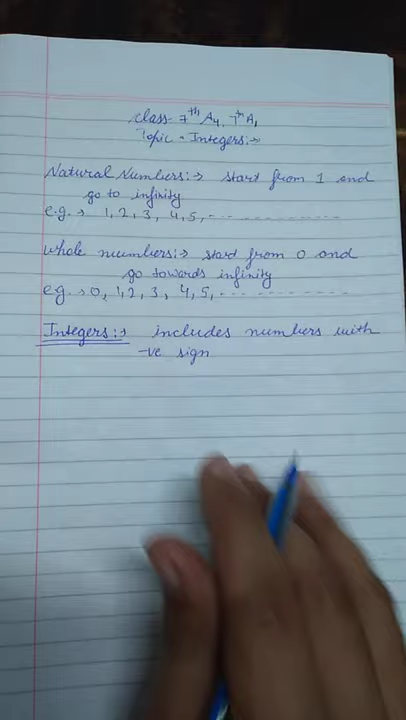 class- 7th A4, 7th A1
Topic - Integers:→
Natural Numbers:→ start from 1 and
go to infinity
e.g. → 1, 2, 3, 4, 5, - - - - - - - - - - - - -
Whole numbers:→ start from 0 and
go towards infinity
e.g. → 0, 1, 2, 3, 4, 5, - - - - - - - - - - - -
Integers:→ includes numbers with
-ve sign